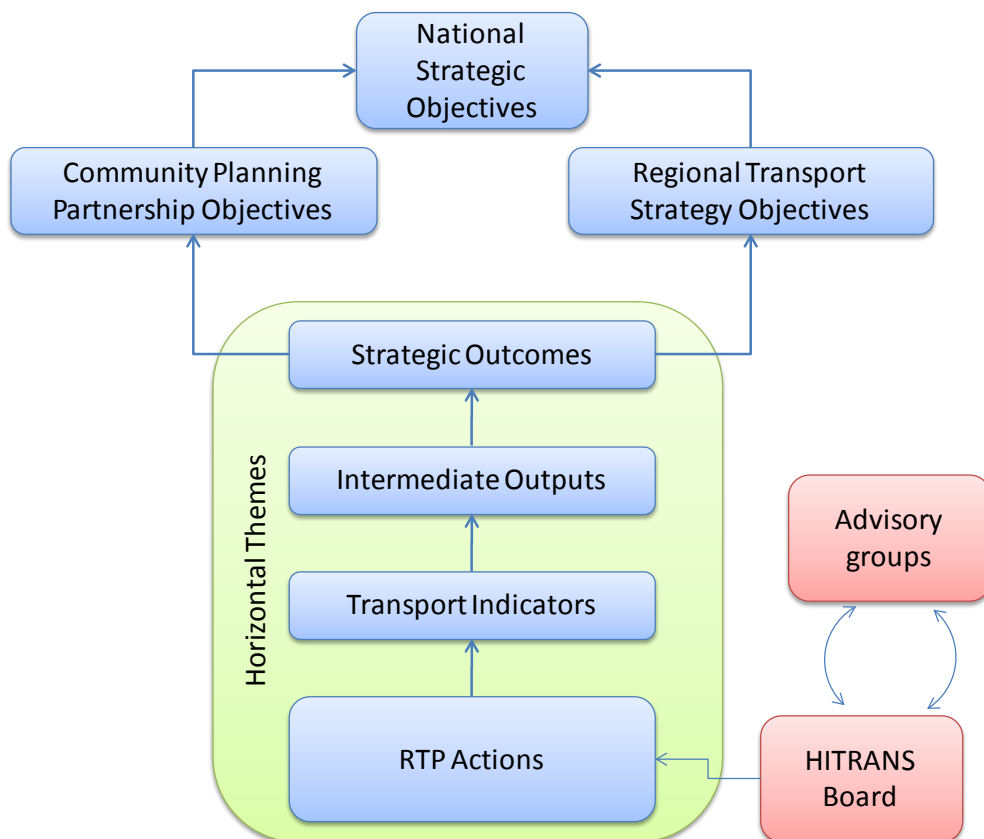 National
Strategic
Objectives
Community Planning
Partnership Objectives
Regional Transport
Strategy Objectives
Strategic Outcomes
Intermediate Outputs
Transport Indicators
RTP Actions
Horizontal Themes
Advisory
groups
HITRANS
Board